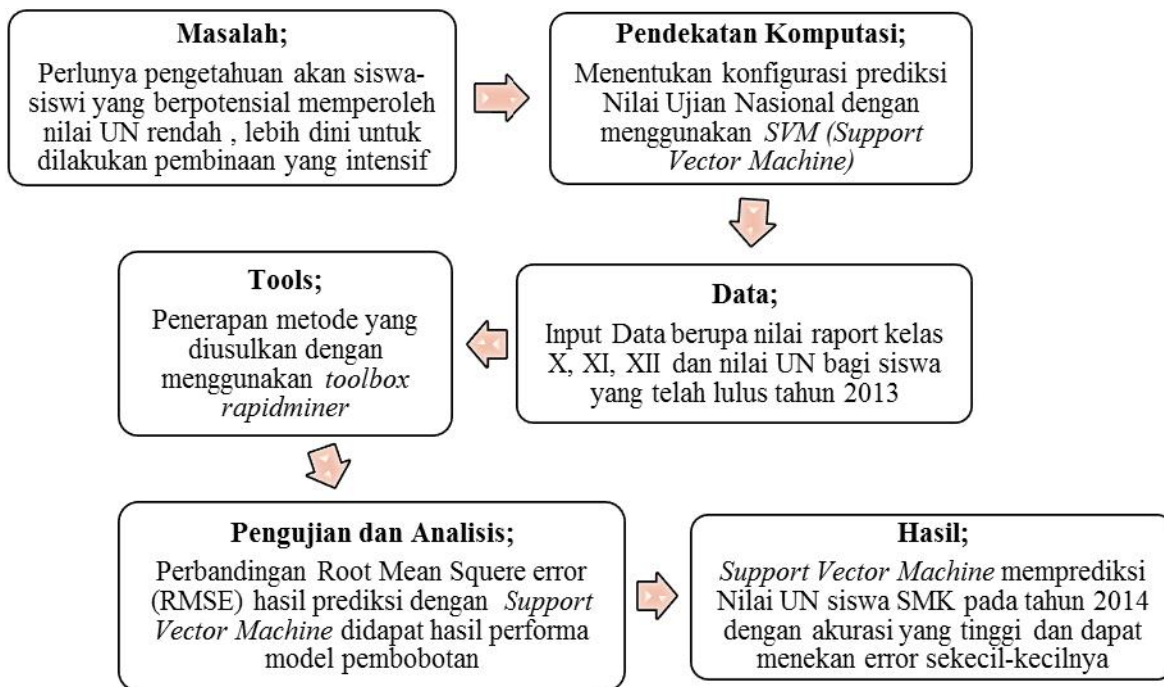 Masalah;
Perlunya pengetahuan akan siswa-
siswi yang berpotensial memperoleh
nilai UN rendah , lebih dini untuk
dilakukan pembinaan yang intensif
Pendekatan Komputasi;
Menentukan konfigurasi prediksi
Nilai Ujian Nasional dengan
menggunakan SVM (Support
Vector Machine)
Data;
Input Data berupa nilai raport kelas
X, XI, XII dan nilai UN bagi siswa
yang telah lulus tahun 2013
Tools;
Penerapan metode yang
diusulkan dengan
menggunakan toolbox
rapidminer
Pengujian dan Analisis;
Perbandingan Root Mean Squere error
(RMSE) hasil prediksi dengan Support
Vector Machine didapat hasil performa
model pembobotan
Hasil;
Support Vector Machine memprediksi
Nilai UN siswa SMK pada tahun 2014
dengan akurasi yang tinggi dan dapat
menekan error sekecil-kecilnya